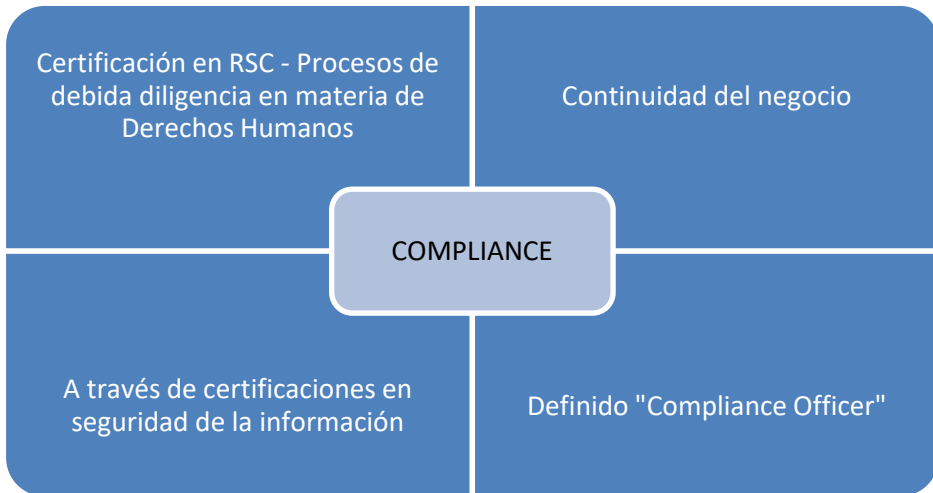 Certificación en RSC - Procesos de
debida diligencia en materia de
Derechos Humanos
Continuidad del negocio
COMPLIANCE
A través de certificaciones en
seguridad de la información
Definido "Compliance Officer"